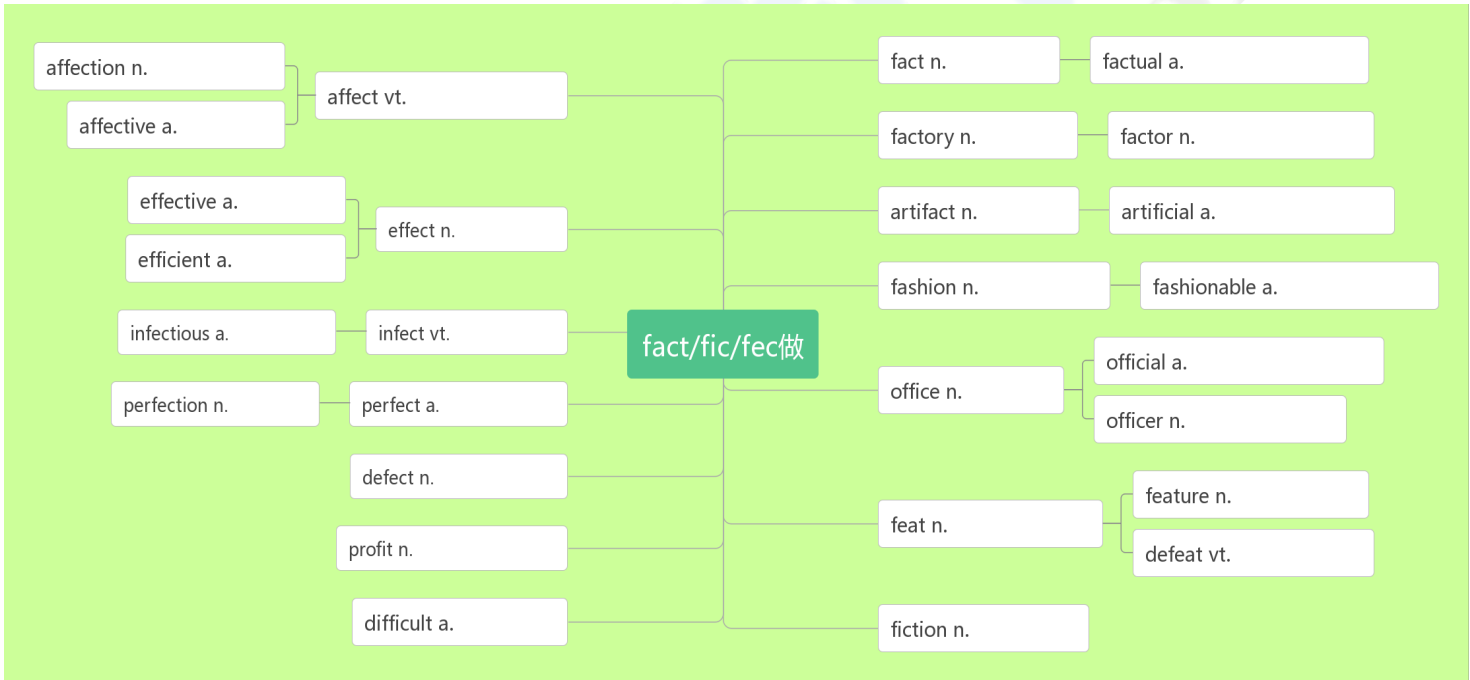 affection n.
affective a.
affect vt.
effective a.
efficient a.
effect n.
infectious a.
infect vt.
perfection n.
perfect a.
defect n.
profit n.
difficult a.
fact/fic/fec做
fact n.
factual a.
factory n.
factor n.
artifact n.
artificial a.
fashion n.
fashionable a.
office n.
official a.
officer n.
feat n.
feature n.
defeat vt.
fiction n.